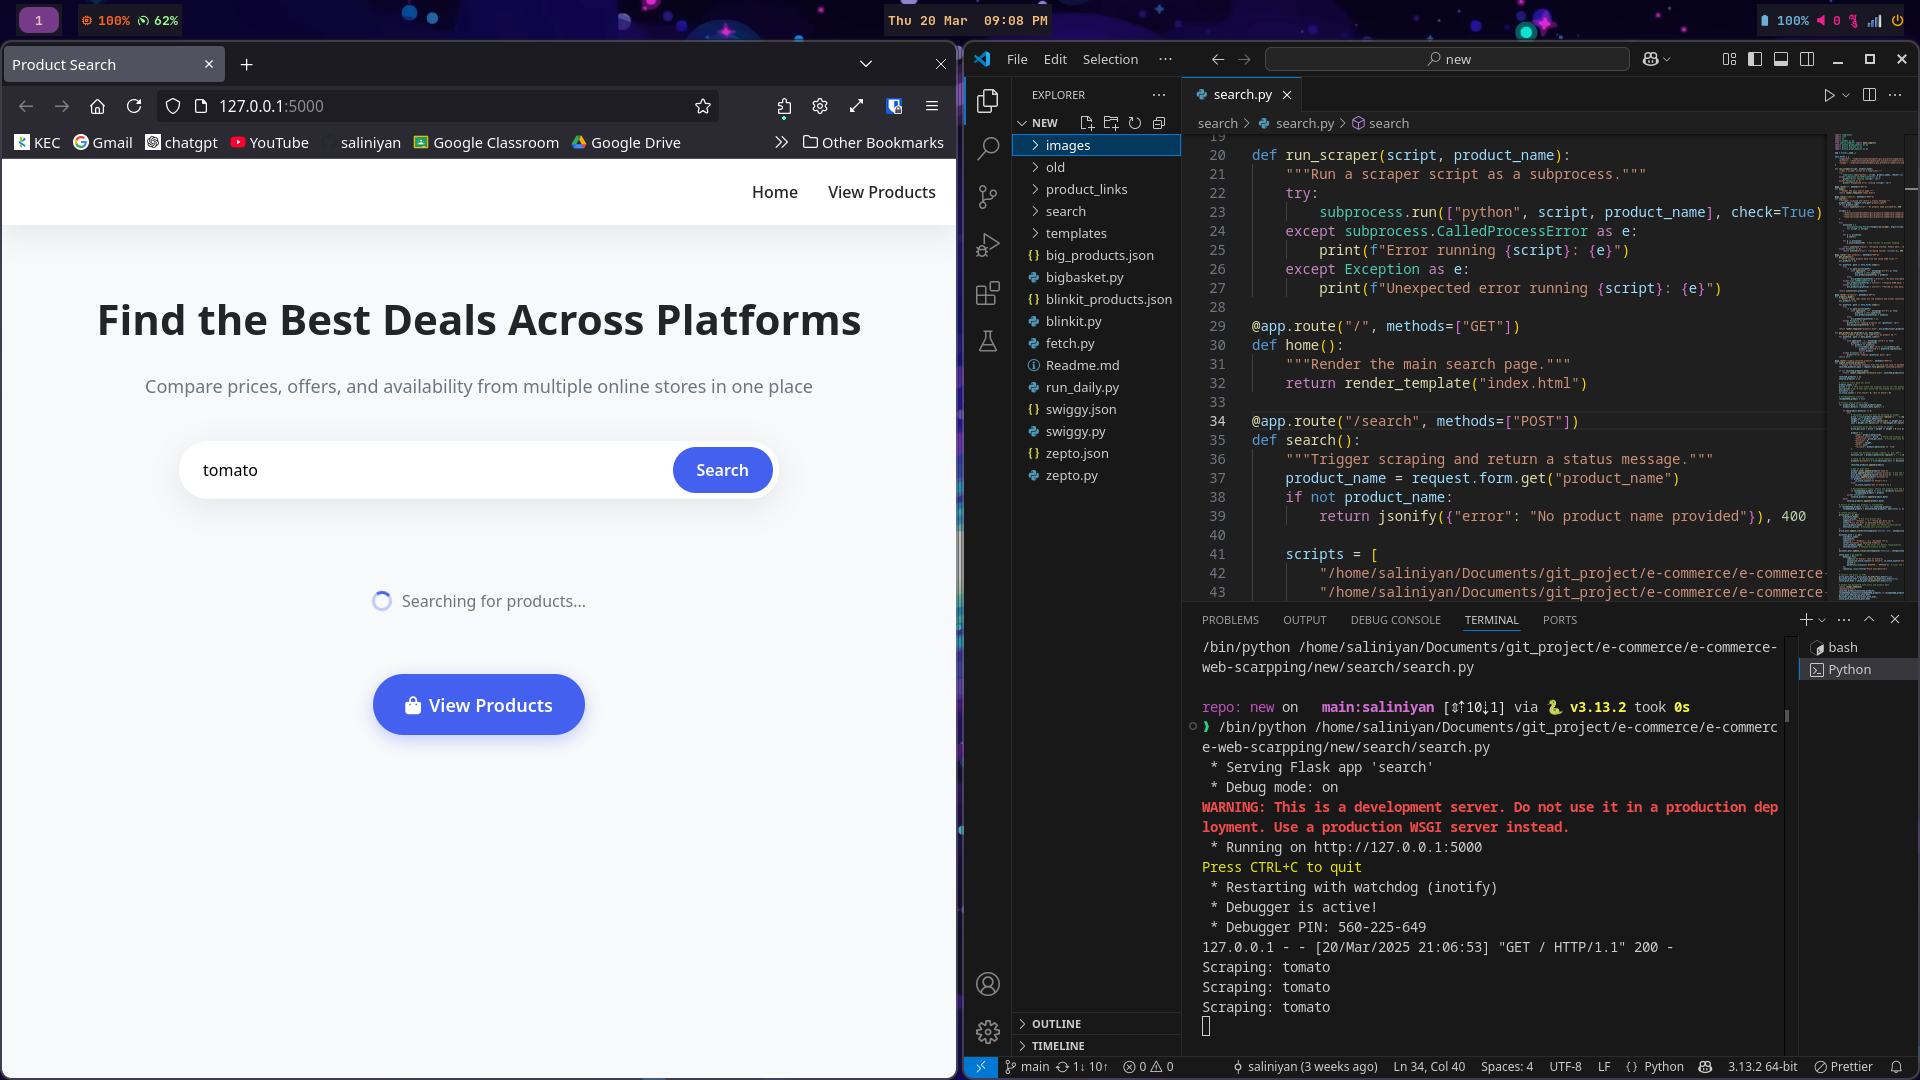 1
100% 62%
Thu 20 Mar 09:08 PM
100% 0
Product Search
127.0.0.1:5000
KEC Gmail chatgpt YouTube saliniyan Google Classroom Google Drive Other Bookmarks
Home View Products
Find the Best Deals Across Platforms
Compare prices, offers, and availability from multiple online stores in one place
tomato Search
Searching for products...
View Products
File Edit Selection ··· new
EXPLORER ···
NEW
images
old
product_links
search
templates
{} big_products.json
bigbasket.py
{} blinkit_products.json
blinkit.py
fetch.py
Readme.md
run_daily.py
{} swiggy.json
swiggy.py
{} zepto.json
zepto.py
OUTLINE
TIMELINE
search.py
search > search.py > search
19
20 def run_scraper(script, product_name):
21 """Run a scraper script as a subprocess."""
22 try:
23 subprocess.run(["python", script, product_name], check=True)
24 except subprocess.CalledProcessError as e:
25 print(f"Error running {script}: {e}")
26 except Exception as e:
27 print(f"Unexpected error running {script}: {e}")
28
29 @app.route("/", methods=["GET"])
30 def home():
31 """Render the main search page."""
32 return render_template("index.html")
33
34 @app.route("/search", methods=["POST"])
35 def search():
36 """Trigger scraping and return a status message."""
37 product_name = request.form.get("product_name")
38 if not product_name:
39 return jsonify({"error": "No product name provided"}), 400
40
41 scripts = [
42 "/home/saliniyan/Documents/git_project/e-commerce/e-commerce-
43 "/home/saliniyan/Documents/git_project/e-commerce/e-commerce-
PROBLEMS OUTPUT DEBUG CONSOLE TERMINAL PORTS
bash
Python
/bin/python /home/saliniyan/Documents/git_project/e-commerce/e-commerce-
web-scarpping/new/search/search.py
repo: new on main:saliniyan [⇕⇡10⇣1] via 🐍 v3.13.2 took 0s
❯ /bin/python /home/saliniyan/Documents/git_project/e-commerce/e-commerc
e-web-scarpping/new/search/search.py
* Serving Flask app 'search'
* Debug mode: on
WARNING: This is a development server. Do not use it in a production dep
loyment. Use a production WSGI server instead.
* Running on http://127.0.0.1:5000
Press CTRL+C to quit
* Restarting with watchdog (inotify)
* Debugger is active!
* Debugger PIN: 560-225-649
127.0.0.1 - - [20/Mar/2025 21:06:53] "GET / HTTP/1.1" 200 -
Scraping: tomato
Scraping: tomato
Scraping: tomato
main 1↓ 10↑ 0 0 saliniyan (3 weeks ago) Ln 34, Col 40 Spaces: 4 UTF-8 LF {} Python 3.13.2 64-bit Prettier